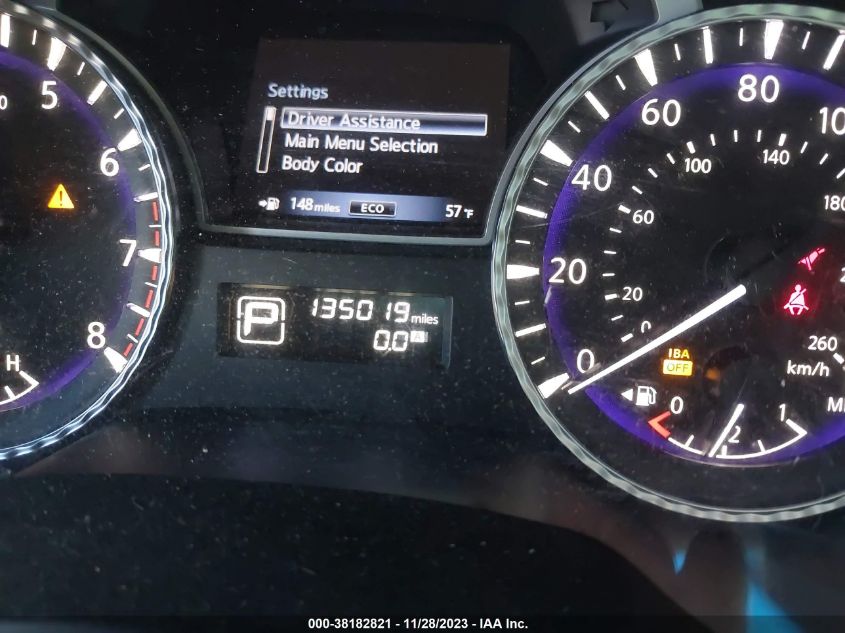 5
6
7
8
H
Settings
Driver Assistance
Main Menu Selection
Body Color
148 miles ECO 57°F
P 135019 miles
0.0 A
80
60
40
20
0
140
100
180
60
20
0
260
km/h
IBA
OFF
0 1/2 1
000-38182821 - 11/28/2023 - IAA Inc.